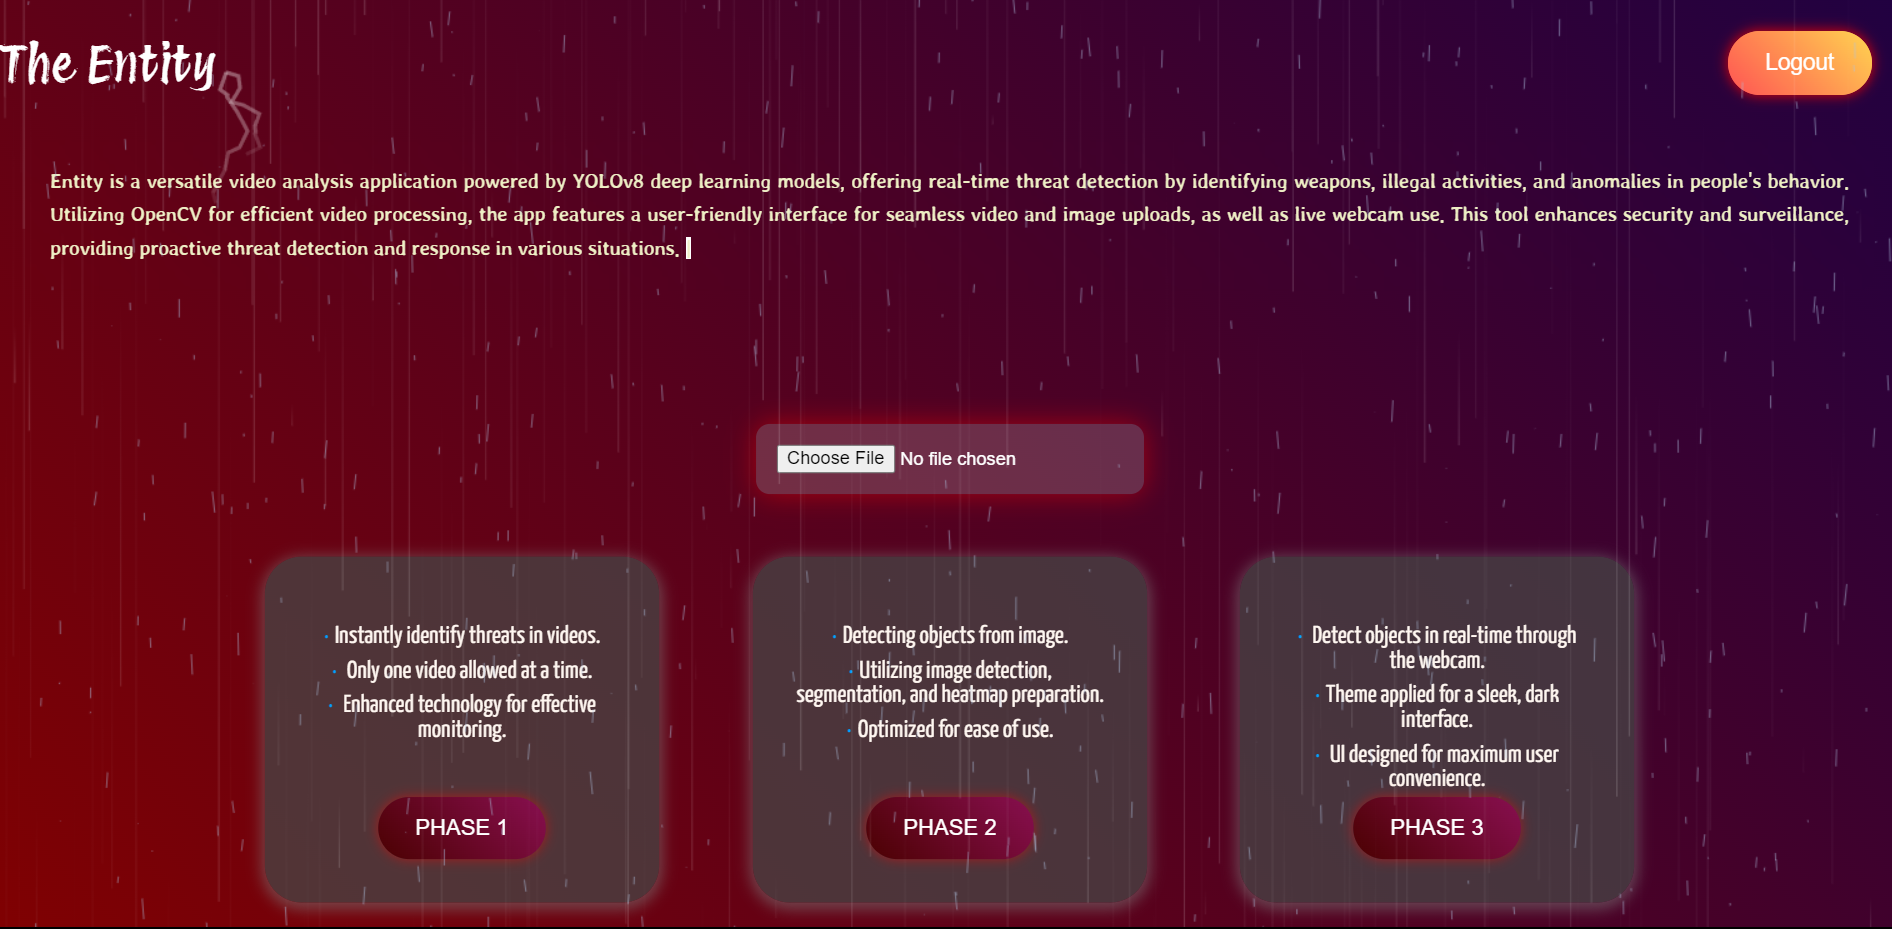 The Entity
Logout
Entity is a versatile video analysis application powered by YOLOv8 deep learning models, offering real-time threat detection by identifying weapons, illegal activities, and anomalies in people's behavior.
Utilizing OpenCV for efficient video processing, the app features a user-friendly interface for seamless video and image uploads, as well as live webcam use. This tool enhances security and surveillance,
providing proactive threat detection and response in various situations.
Choose File No file chosen
· Instantly identify threats in videos.
· Only one video allowed at a time.
· Enhanced technology for effective
monitoring.
PHASE 1
· Detecting objects from image.
· Utilizing image detection,
segmentation, and heatmap preparation.
· Optimized for ease of use.
PHASE 2
· Detect objects in real-time through
the webcam.
· Theme applied for a sleek, dark
interface.
· UI designed for maximum user
convenience.
PHASE 3